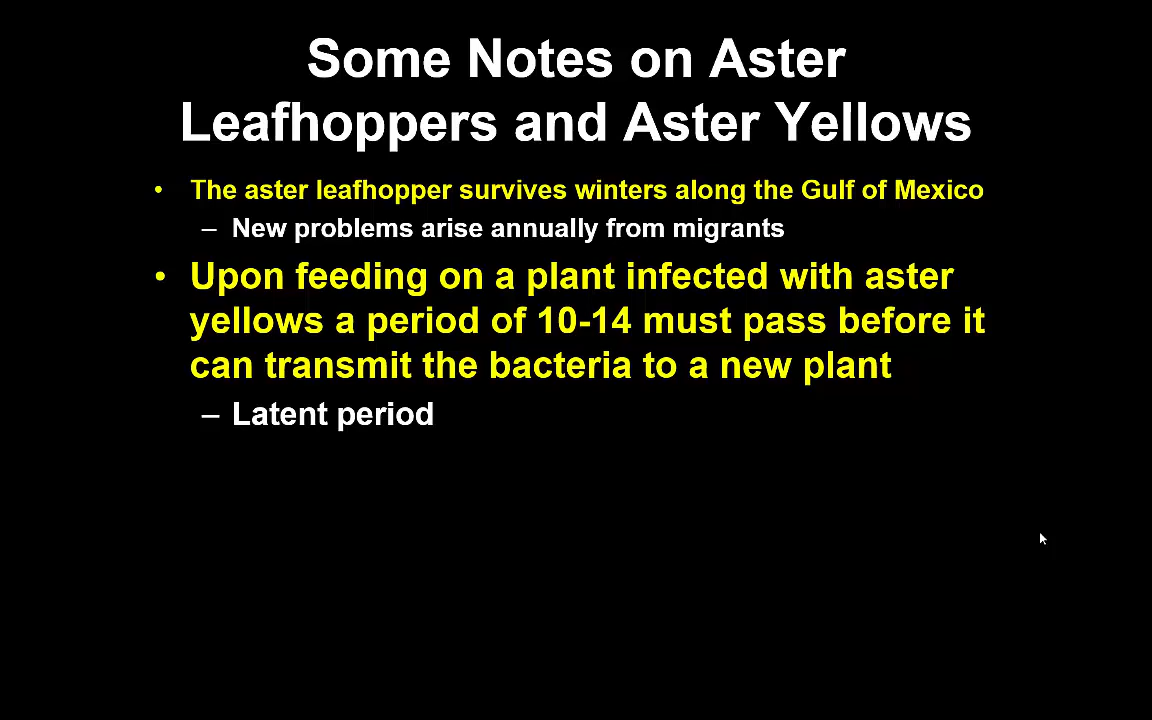 Some Notes on Aster
Leafhoppers and Aster Yellows
• The aster leafhopper survives winters along the Gulf of Mexico
– New problems arise annually from migrants
• Upon feeding on a plant infected with aster
yellows a period of 10-14 must pass before it
can transmit the bacteria to a new plant
– Latent period